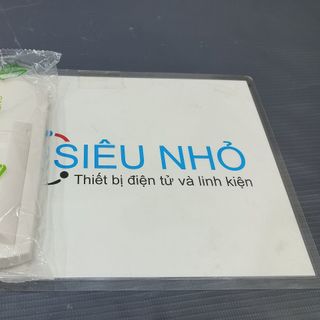 SIÊU NHỎ
Thiết bị điện tử và linh kiện